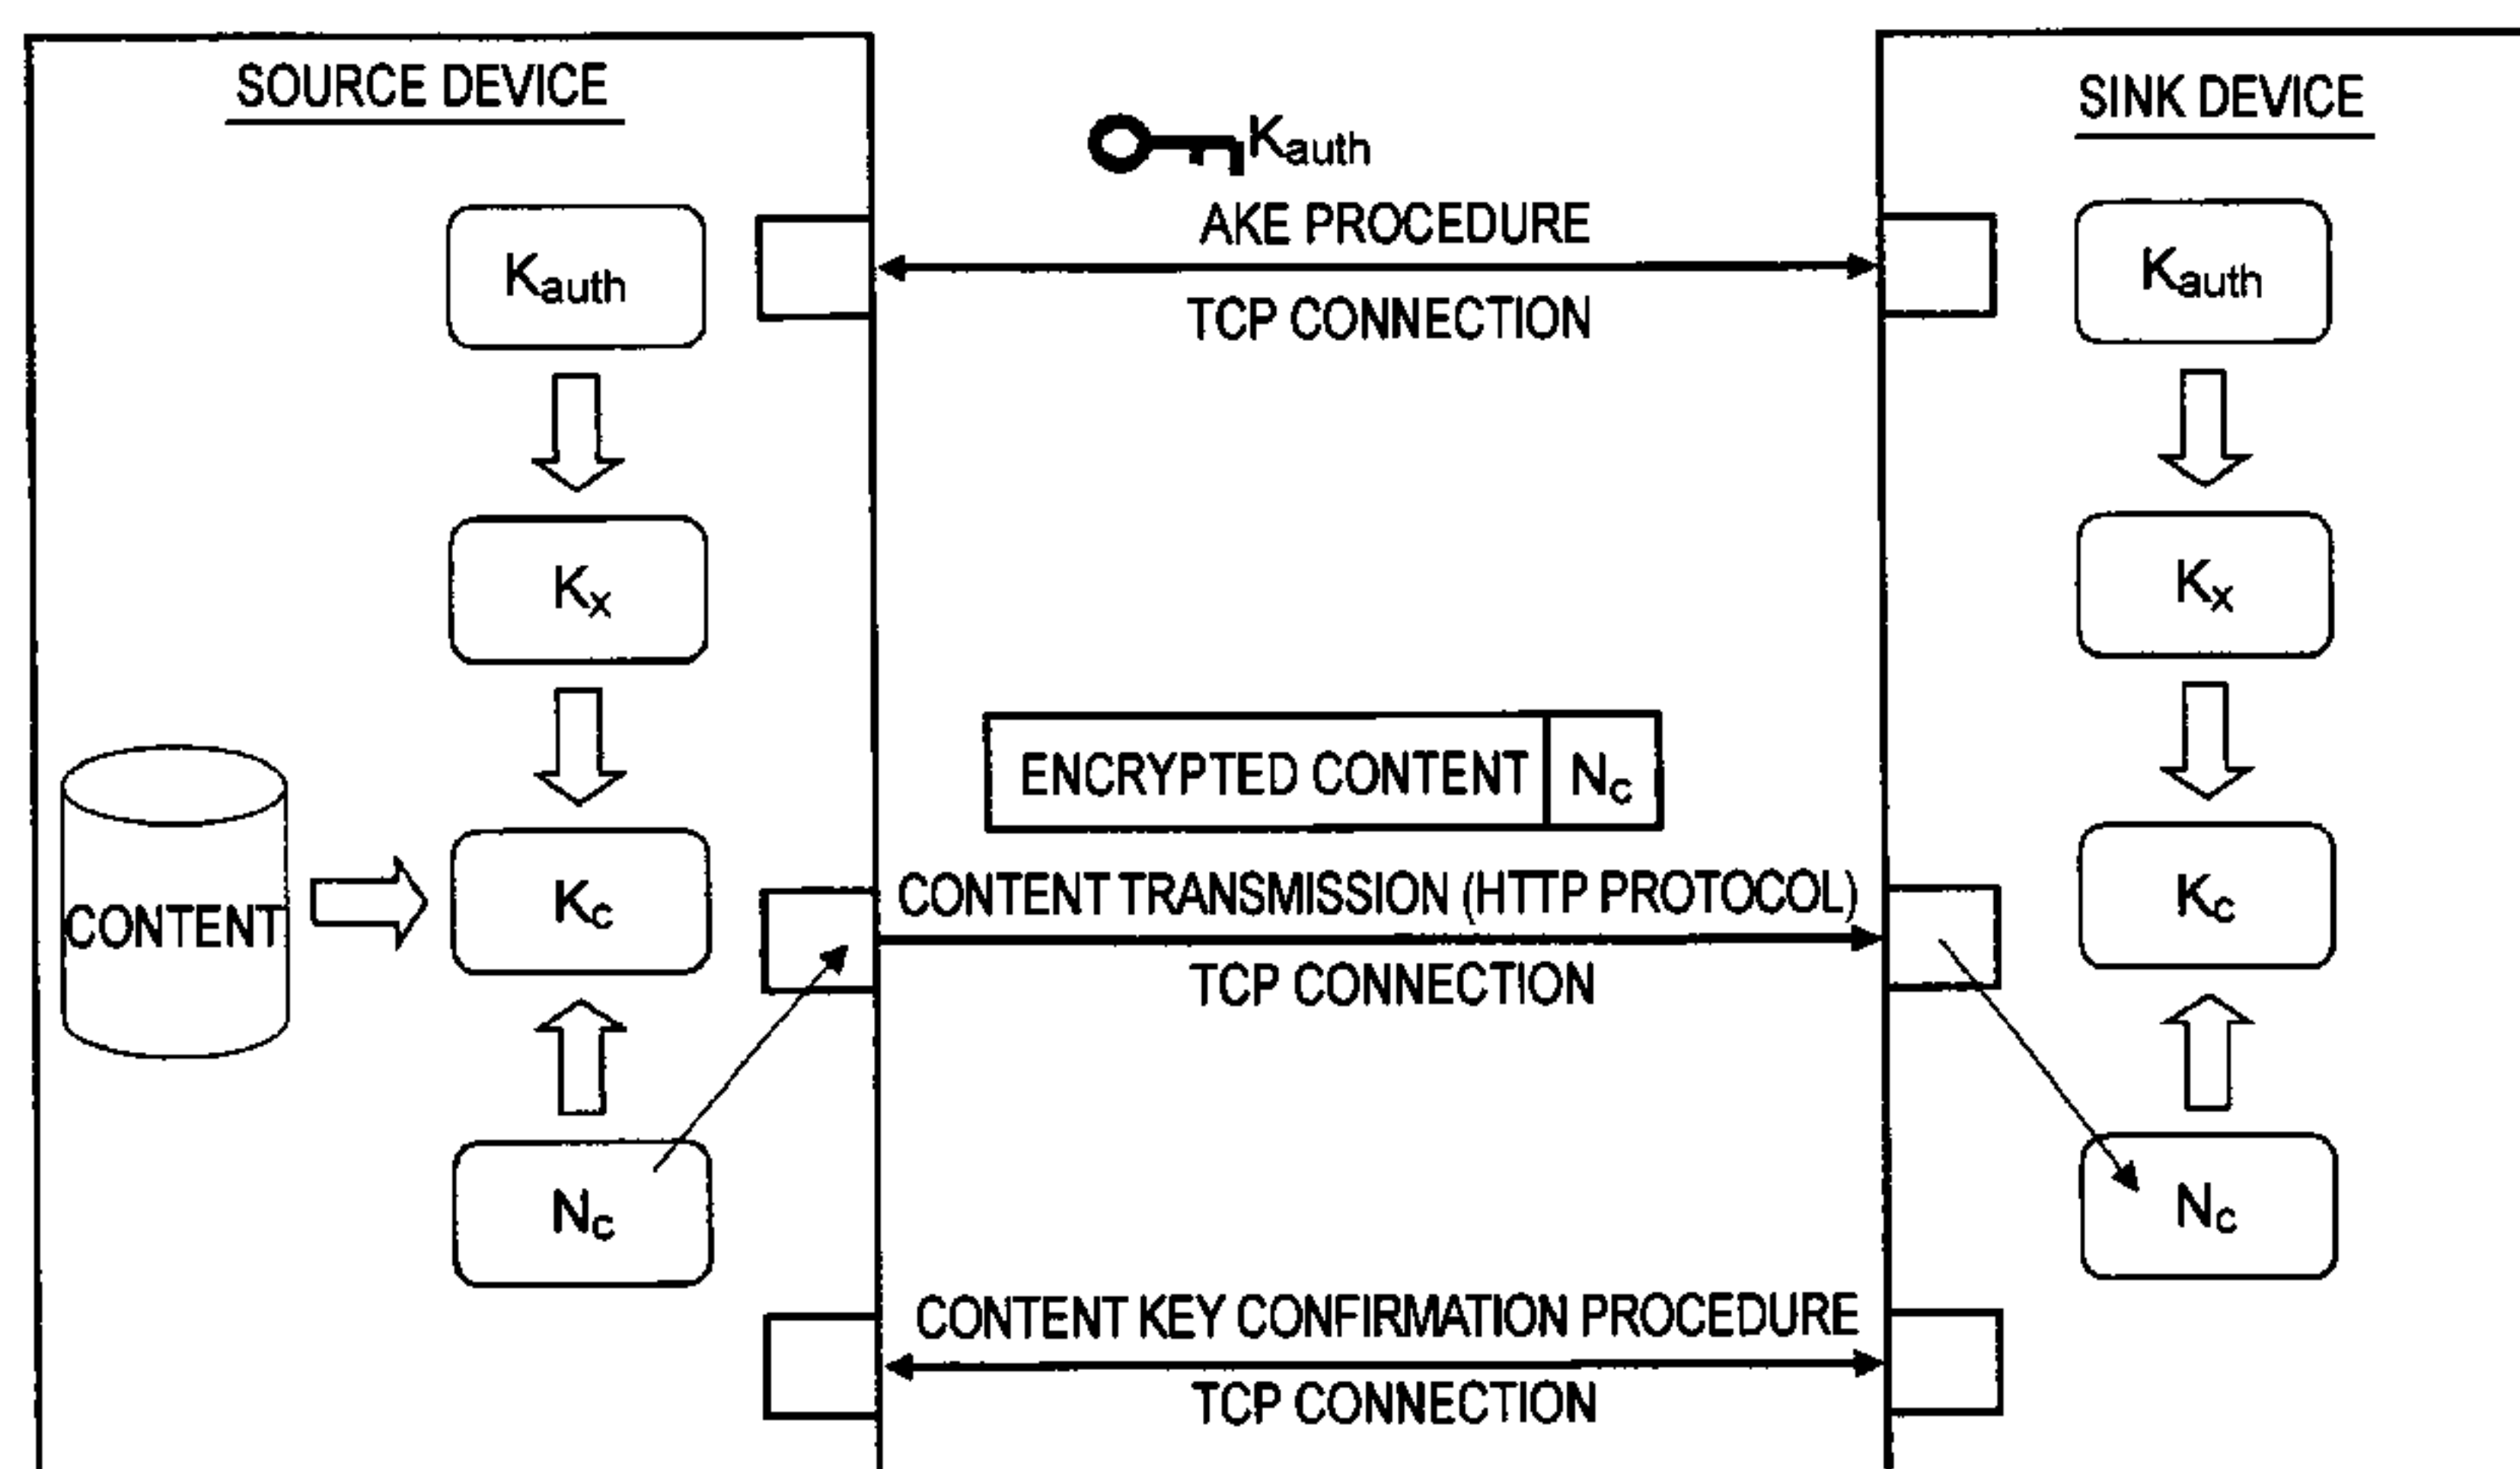 SOURCE DEVICE
SINK DEVICE
Kauth
AKE PROCEDURE
TCP CONNECTION
Kauth
Kauth
Kx
Kx
ENCRYPTED CONTENT Nc
CONTENT
Kc
CONTENT TRANSMISSION (HTTP PROTOCOL)
TCP CONNECTION
Kc
Nc
Nc
CONTENT KEY CONFIRMATION PROCEDURE
TCP CONNECTION